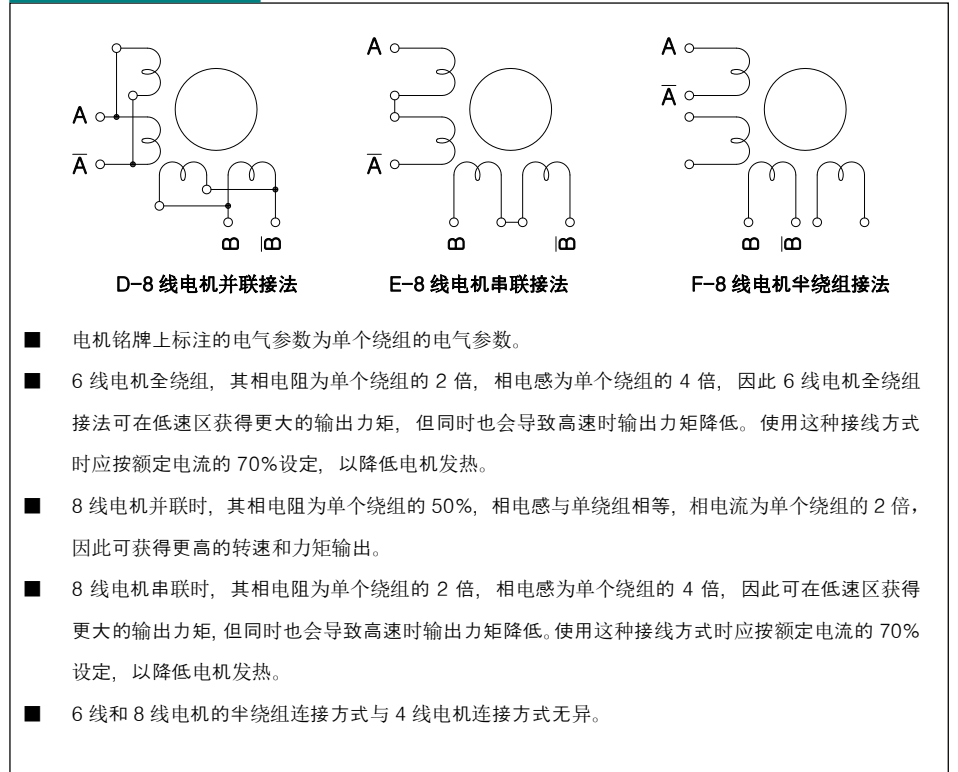 A
A̅
B
B̅
D-8 线电机并联接法
A
A̅
B
B̅
E-8 线电机串联接法
A
A̅
B
B̅
F-8 线电机半绕组接法
■ 电机铭牌上标注的电气参数为单个绕组的电气参数。
■ 6 线电机全绕组，其相电阻为单个绕组的 2 倍，相电感为单个绕组的 4 倍，因此 6 线电机全绕组
接法可在低速区获得更大的输出力矩，但同时也会导致高速时输出力矩降低。使用这种接线方式
时应按额定电流的 70%设定，以降低电机发热。
■ 8 线电机并联时，其相电阻为单个绕组的 50%，相电感与单绕组相等，相电流为单个绕组的 2 倍，
因此可获得更高的转速和力矩输出。
■ 8 线电机串联时，其相电阻为单个绕组的 2 倍，相电感为单个绕组的 4 倍，因此可在低速区获得
更大的输出力矩,但同时也会导致高速时输出力矩降低。使用这种接线方式时应按额定电流的 70%
设定，以降低电机发热。
■ 6 线和 8 线电机的半绕组连接方式与 4 线电机连接方式无异。